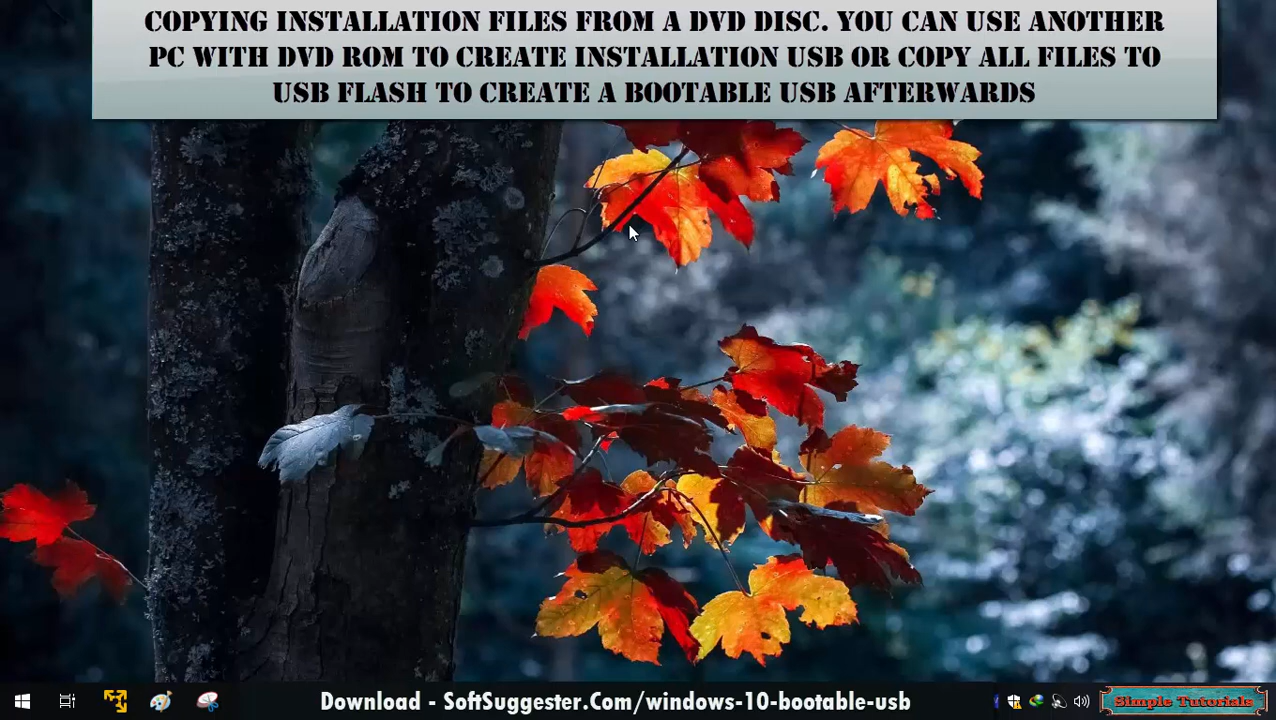 COPYING INSTALLATION FILES FROM A DVD DISC. YOU CAN USE ANOTHER
PC WITH DVD ROM TO CREATE INSTALLATION USB OR COPY ALL FILES TO
USB FLASH TO CREATE A BOOTABLE USB AFTERWARDS
Download - SoftSuggester.Com/windows-10-bootable-usb
Simple Tutorials